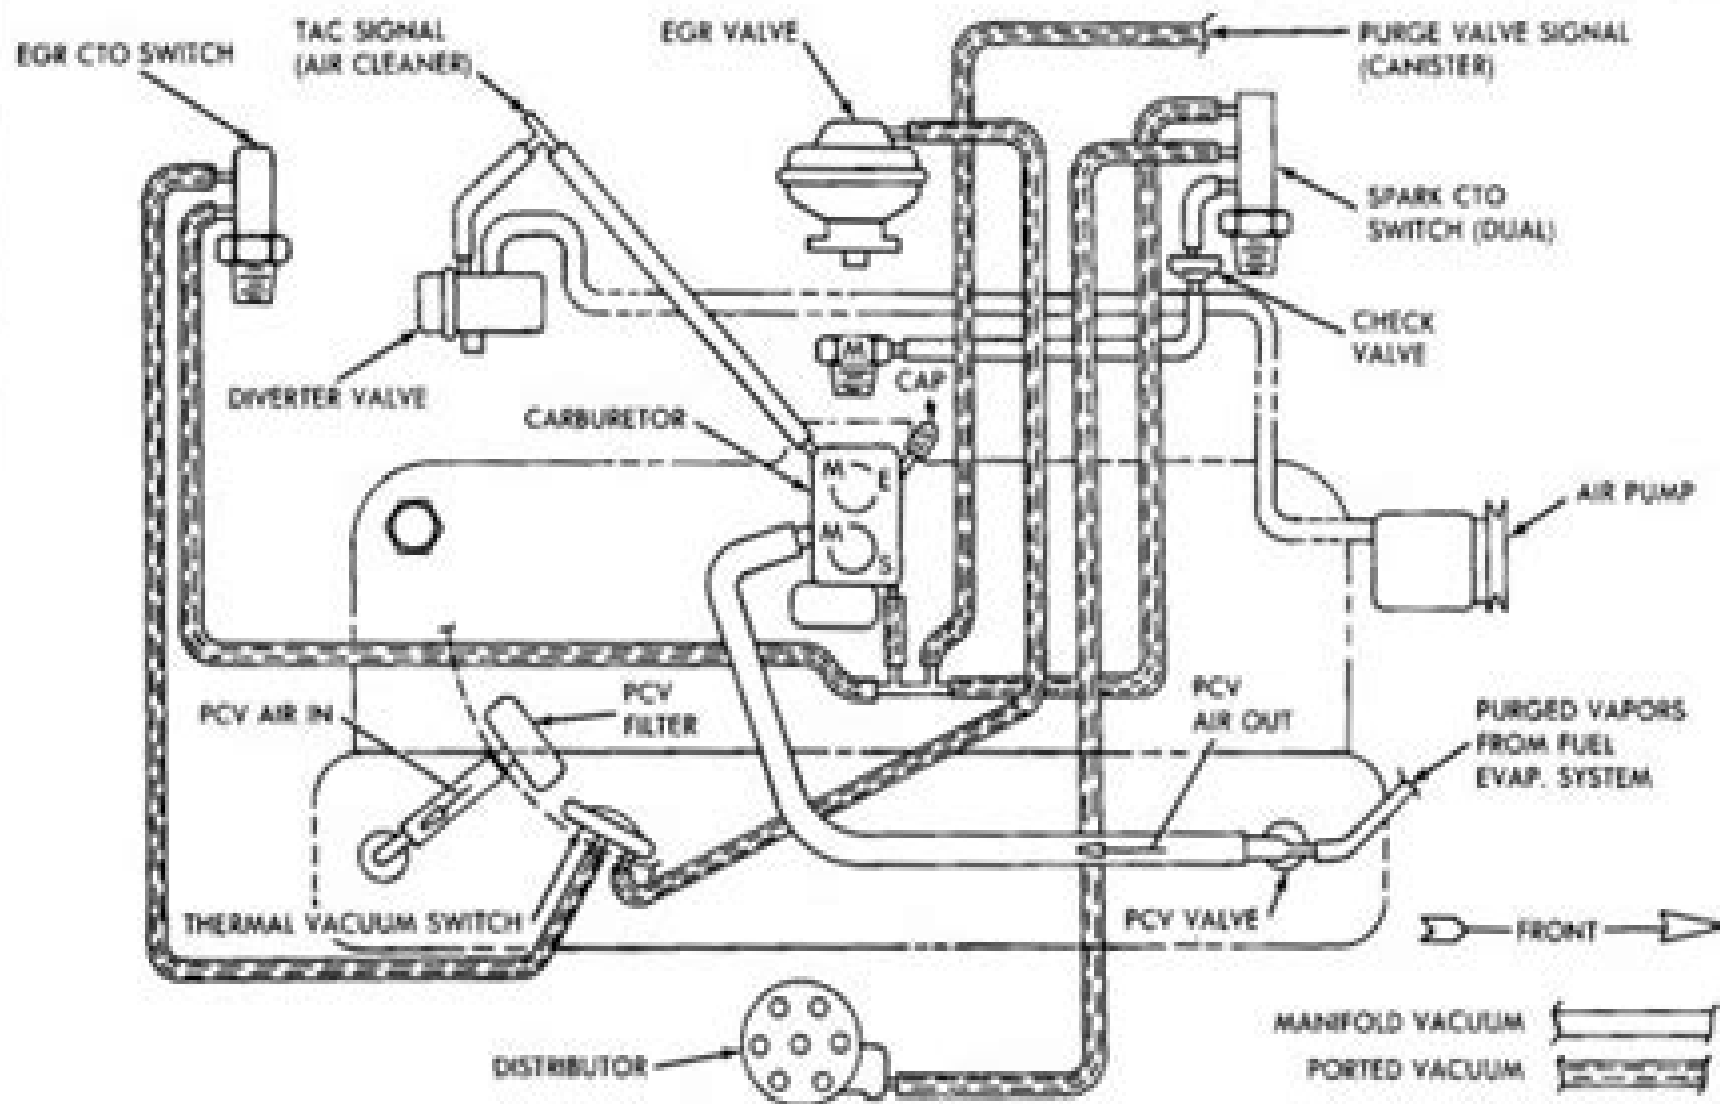 EGR CTO SWITCH
TAC SIGNAL
(AIR CLEANER)
EGR VALVE
PURGE VALVE SIGNAL
(CANISTER)
SPARK CTO
SWITCH (DUAL)
CHECK
VALVE
M
CAP
DIVERTER VALVE
CARBURETOR
M
E
M
S
AIR PUMP
PCV AIR IN
PCV
FILTER
PCV
AIR OUT
PURGED VAPORS
FROM FUEL
EVAP. SYSTEM
THERMAL VACUUM SWITCH
PCV VALVE
FRONT
DISTRIBUTOR
MANIFOLD VACUUM
PORTED VACUUM